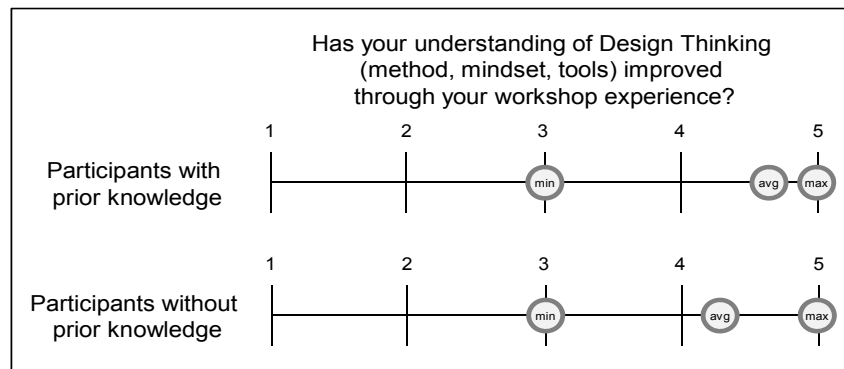 Has your understanding of Design Thinking
(method, mindset, tools) improved
through your workshop experience?
1 2 3 4 5
Participants with
prior knowledge
min avg max
1 2 3 4 5
Participants without
prior knowledge
min avg max